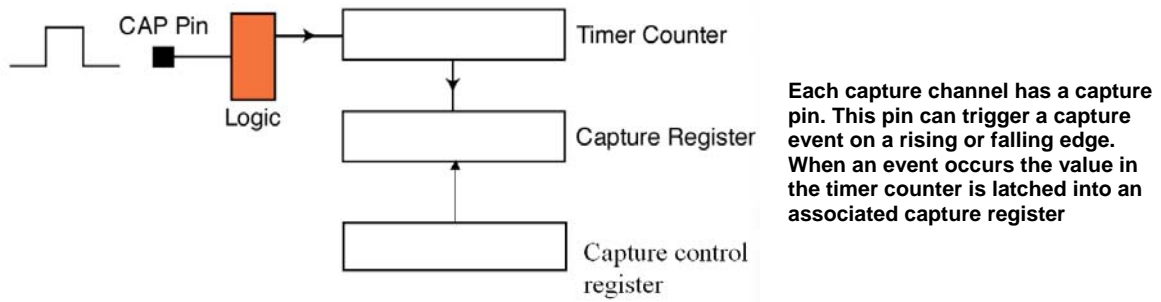 CAP Pin
Logic
Timer Counter
Capture Register
Capture control
register
Each capture channel has a capture
pin. This pin can trigger a capture
event on a rising or falling edge.
When an event occurs the value in
the timer counter is latched into an
associated capture register